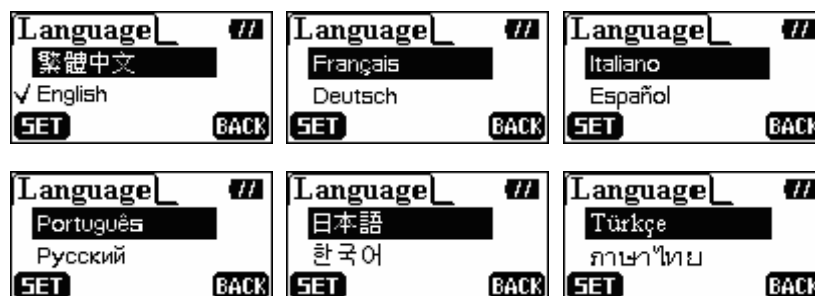 Language
繁體中文
✓ English
SET BACK
Language
Français
Deutsch
SET BACK
Language
Italiano
Español
SET BACK
Language
Português
Русский
SET BACK
Language
日本語
한국어
SET BACK
Language
Türkçe
ภาษาไทย
SET BACK